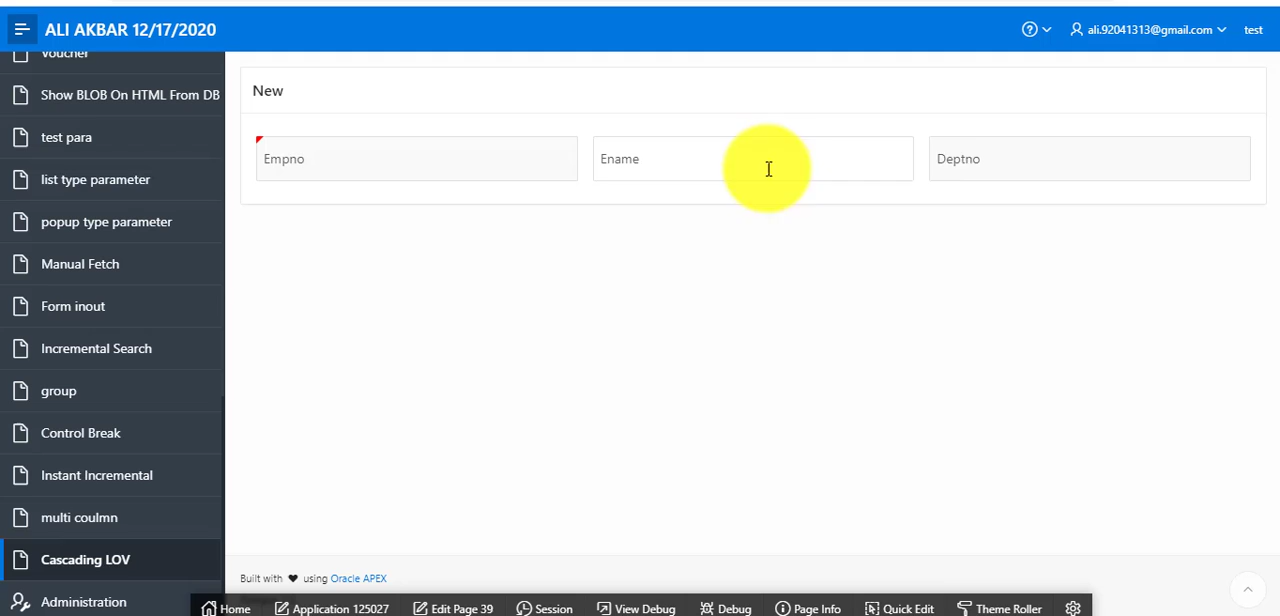 ALI AKBAR 12/17/2020
ali.92041313@gmail.com
test
Voucher
Show BLOB On HTML From DB
test para
list type parameter
popup type parameter
Manual Fetch
Form inout
Incremental Search
group
Control Break
Instant Incremental
multi coulmn
Cascading LOV
Administration
New
Empno
Ename
Deptno
Built with ♥ using Oracle APEX
Home
Application 125027
Edit Page 39
Session
View Debug
Debug
Page Info
Quick Edit
Theme Roller